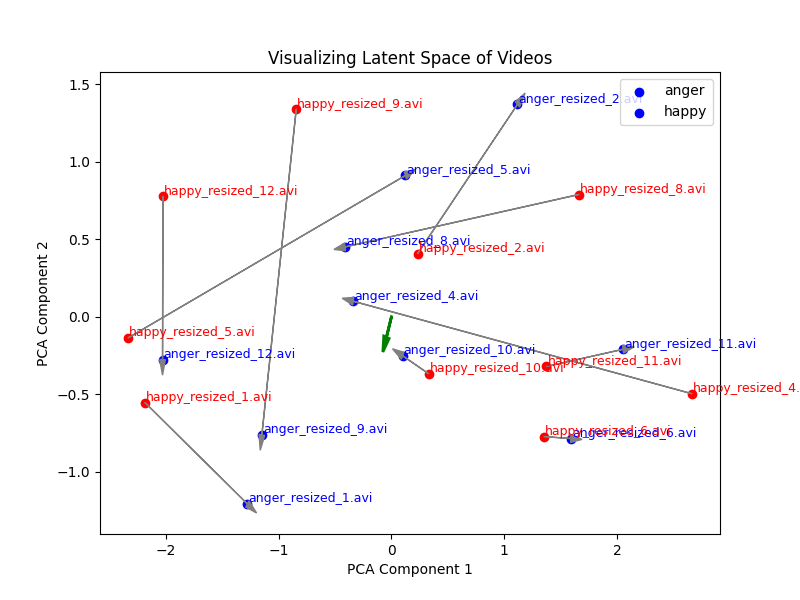 Visualizing Latent Space of Videos
1.5
1.0
0.5
0.0
−0.5
−1.0
PCA Component 2
happy_resized_9.avi
anger_resized_2.avi
anger
happy
anger_resized_5.avi
happy_resized_12.avi
happy_resized_8.avi
anger_resized_8.avi
happy_resized_2.avi
anger_resized_4.avi
happy_resized_5.avi
anger_resized_12.avi
anger_resized_10.avi
anger_resized_11.avi
happy_resized_11.avi
happy_resized_10.avi
happy_resized_4.
happy_resized_1.avi
anger_resized_9.avi
happy_resized_6.avi
anger_resized_6.avi
anger_resized_1.avi
−2
−1
0
1
2
PCA Component 1